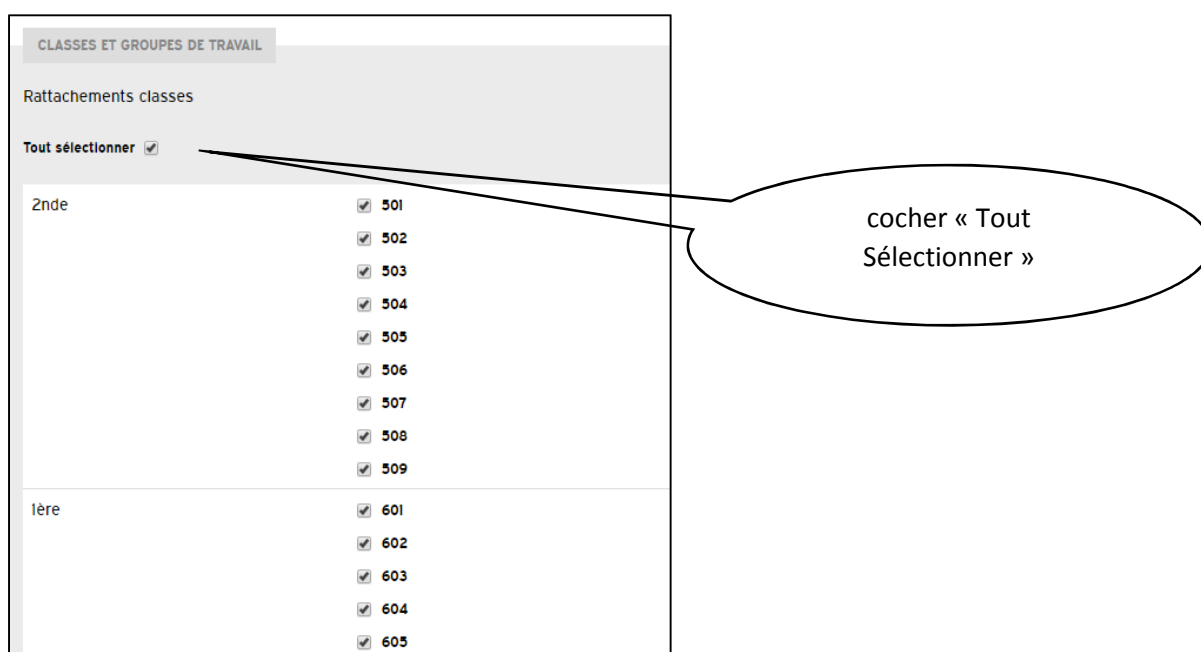 CLASSES ET GROUPES DE TRAVAIL
Rattachements classes
Tout sélectionner
cocher « Tout
Sélectionner »
2nde
501
502
503
504
505
506
507
508
509
1ère
601
602
603
604
605